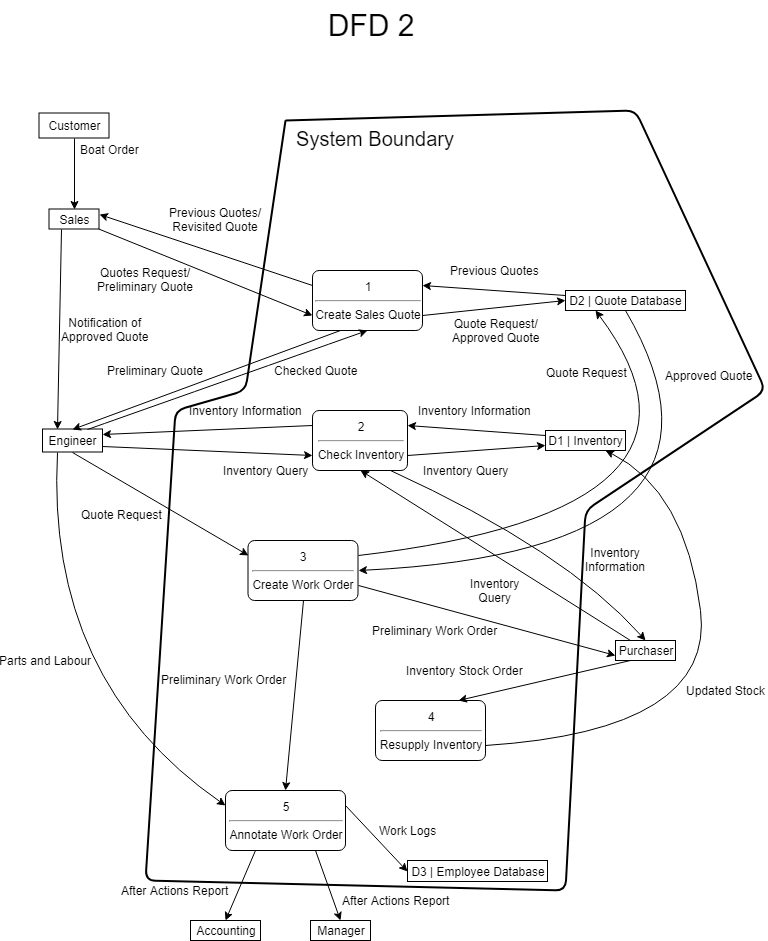 DFD 2
Customer
System Boundary
Boat Order
Sales
Previous Quotes/
Revisited Quote
Quotes Request/
Preliminary Quote
1
Create Sales Quote
Previous Quotes
D2 | Quote Database
Quote Request/
Approved Quote
Notification of
Approved Quote
Preliminary Quote
Checked Quote
Quote Request
Approved Quote
Inventory Information
2
Check Inventory
Inventory Information
Engineer
D1 | Inventory
Inventory Query
Inventory Query
Quote Request
3
Create Work Order
Inventory
Information
Inventory
Query
Preliminary Work Order
Purchaser
Parts and Labour
Preliminary Work Order
Inventory Stock Order
Updated Stock
4
Resupply Inventory
5
Annotate Work Order
Work Logs
D3 | Employee Database
After Actions Report
After Actions Report
Accounting
Manager